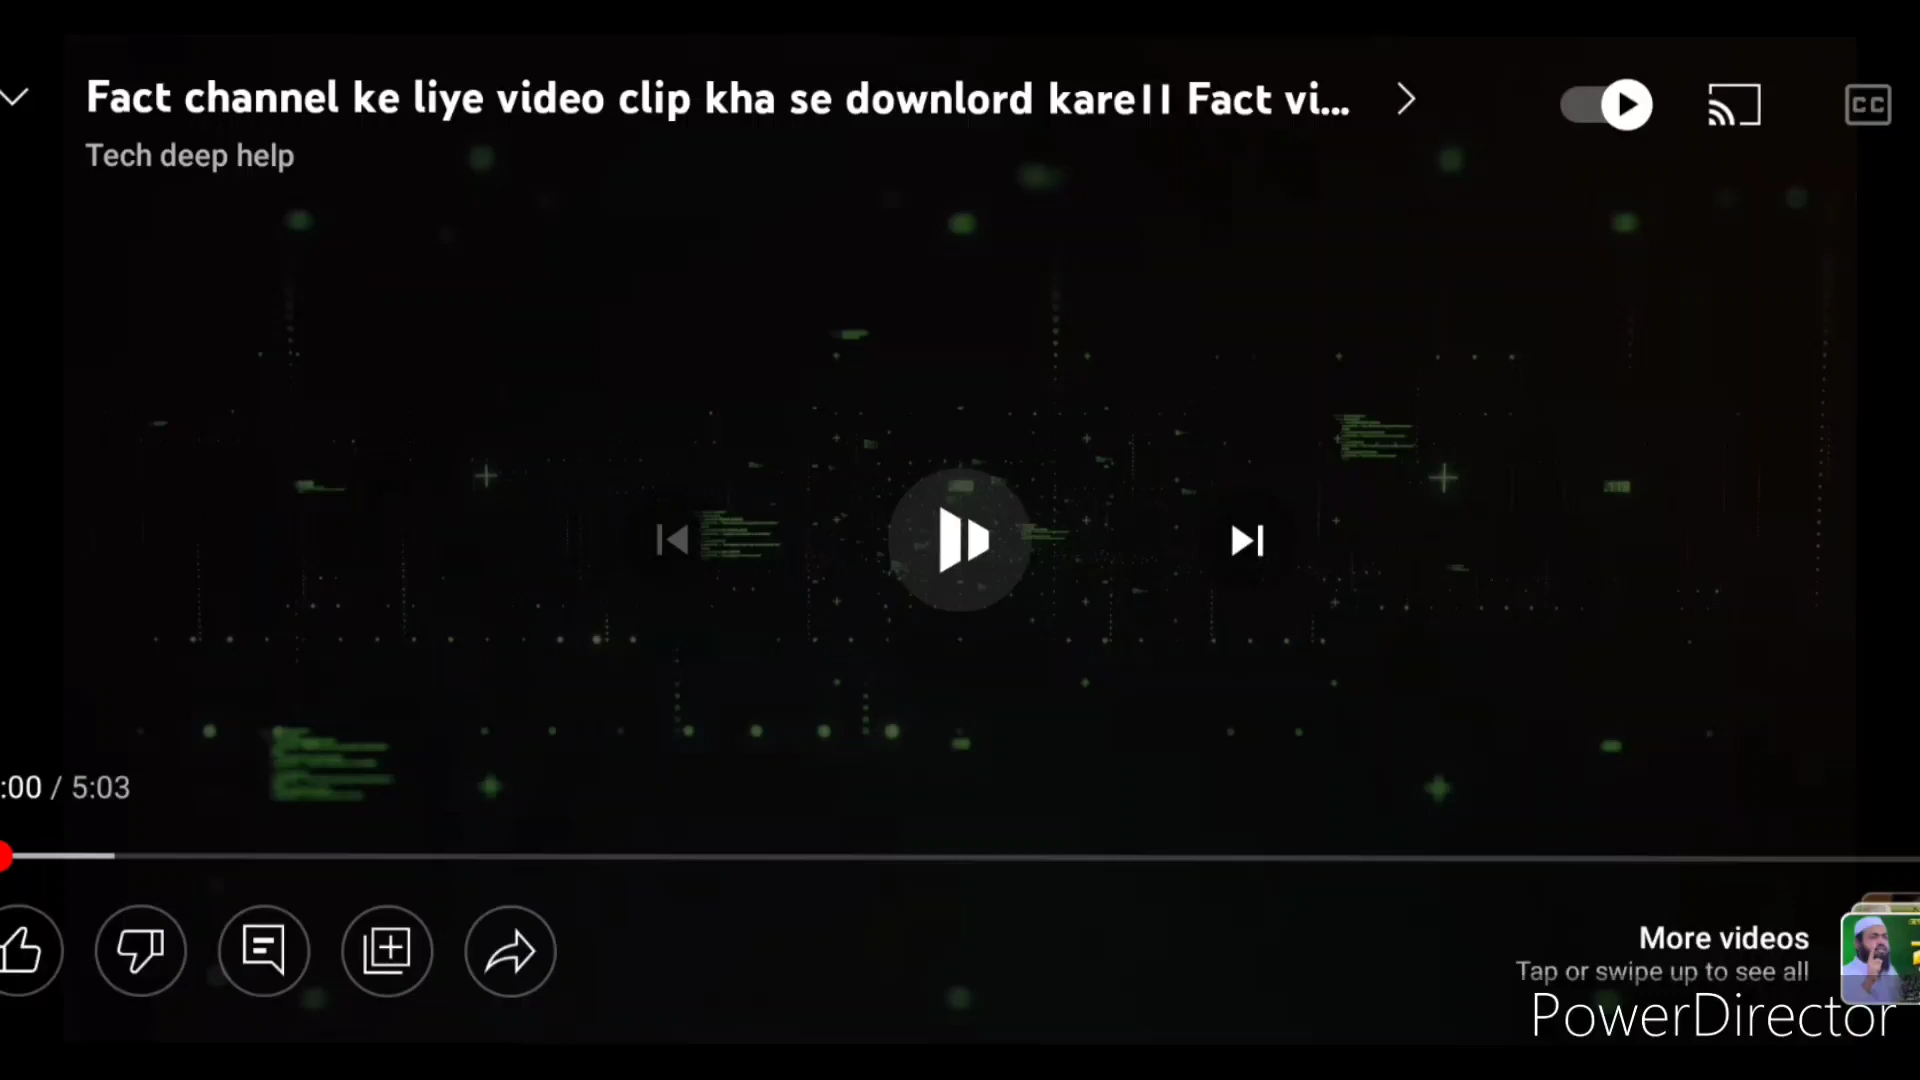 Fact channel ke liye video clip kha se downlord kare।। Fact vi...
Tech deep help
CC
:00 / 5:03
More videos
Tap or swipe up to see all
PowerDirector